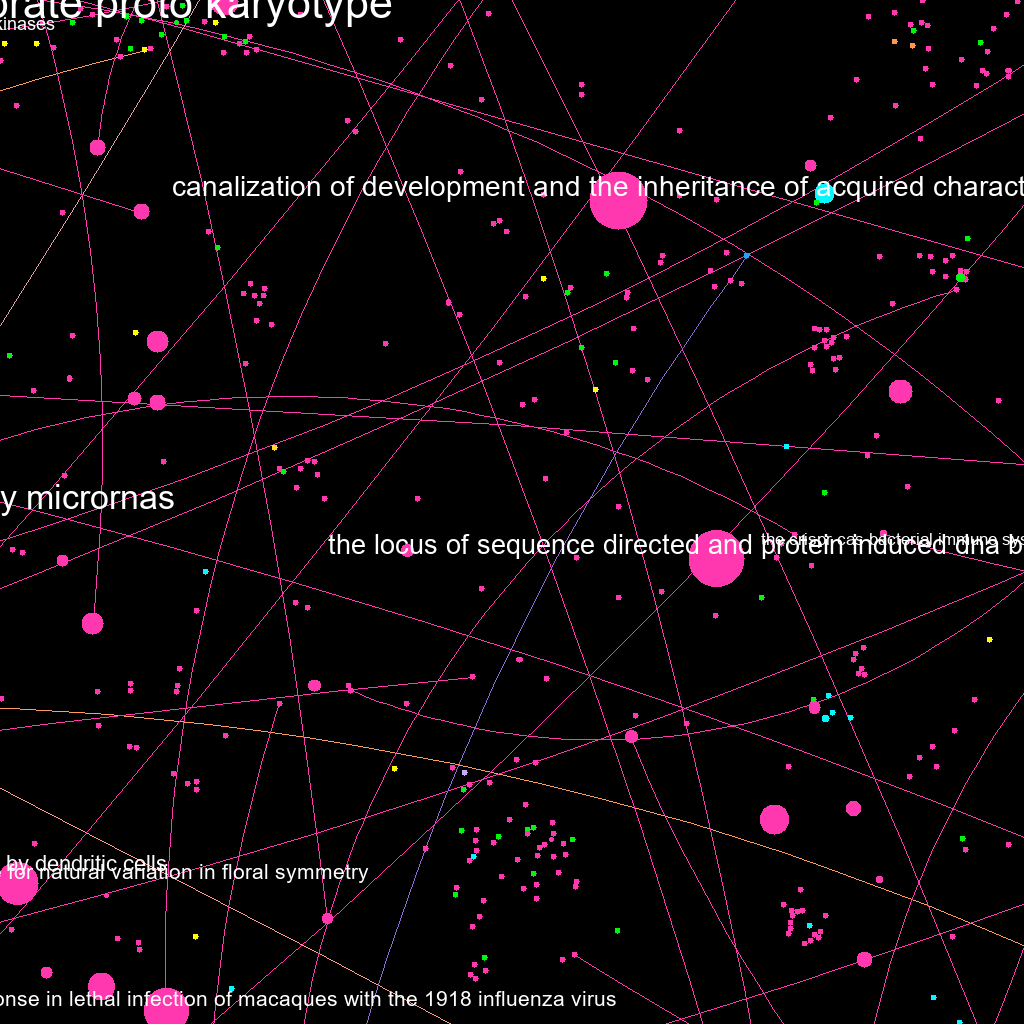 orate proto karyotype
kinases
canalization of development and the inheritance of acquired charact
y micrornas
the locus of sequence directed and protein induced dna b
the crispr cas bacterial immune sys
by dendritic cells
for natural variation in floral symmetry
onse in lethal infection of macaques with the 1918 influenza virus